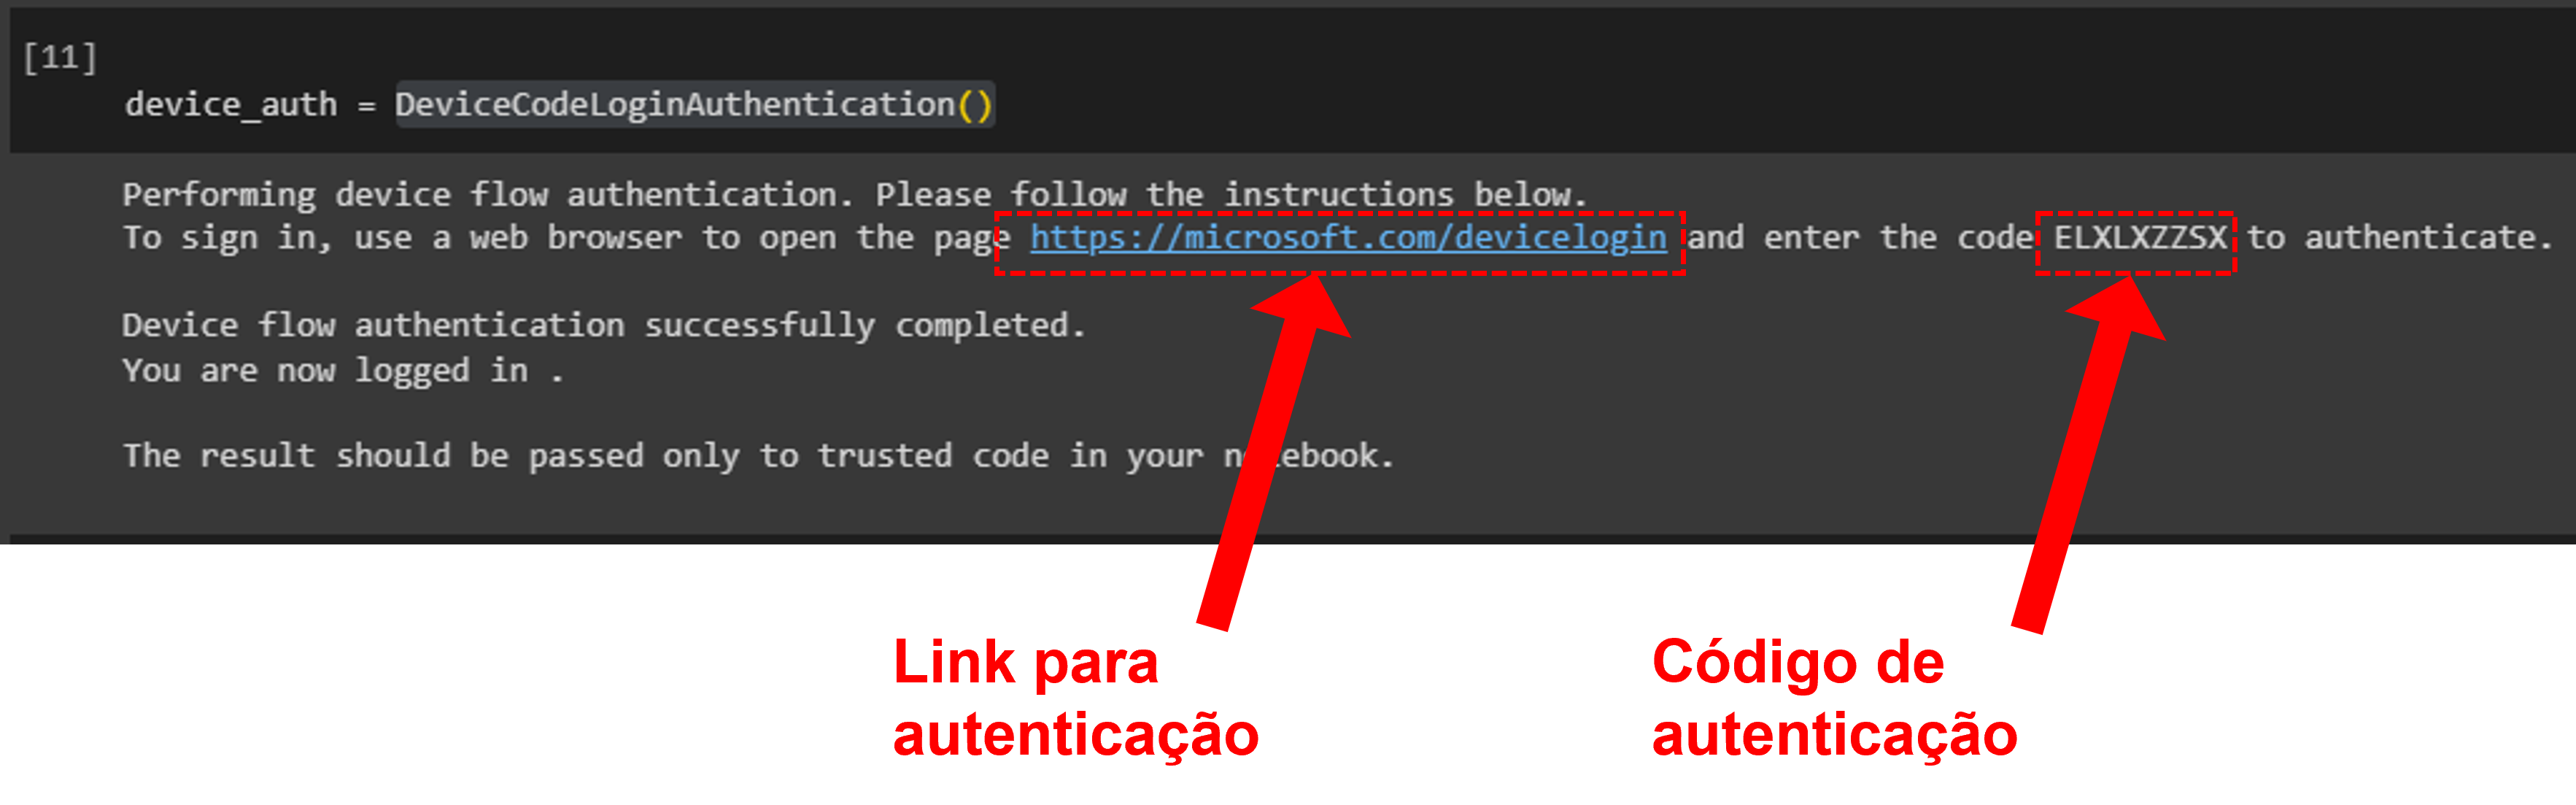 [11]
device_auth = DeviceCodeLoginAuthentication()
Performing device flow authentication. Please follow the instructions below.
To sign in, use a web browser to open the page https://microsoft.com/devicelogin and enter the code ELXLXZZSX to authenticate.
Device flow authentication successfully completed.
You are now logged in .
The result should be passed only to trusted code in your notebook.
Link para
autenticação
Código de
autenticação